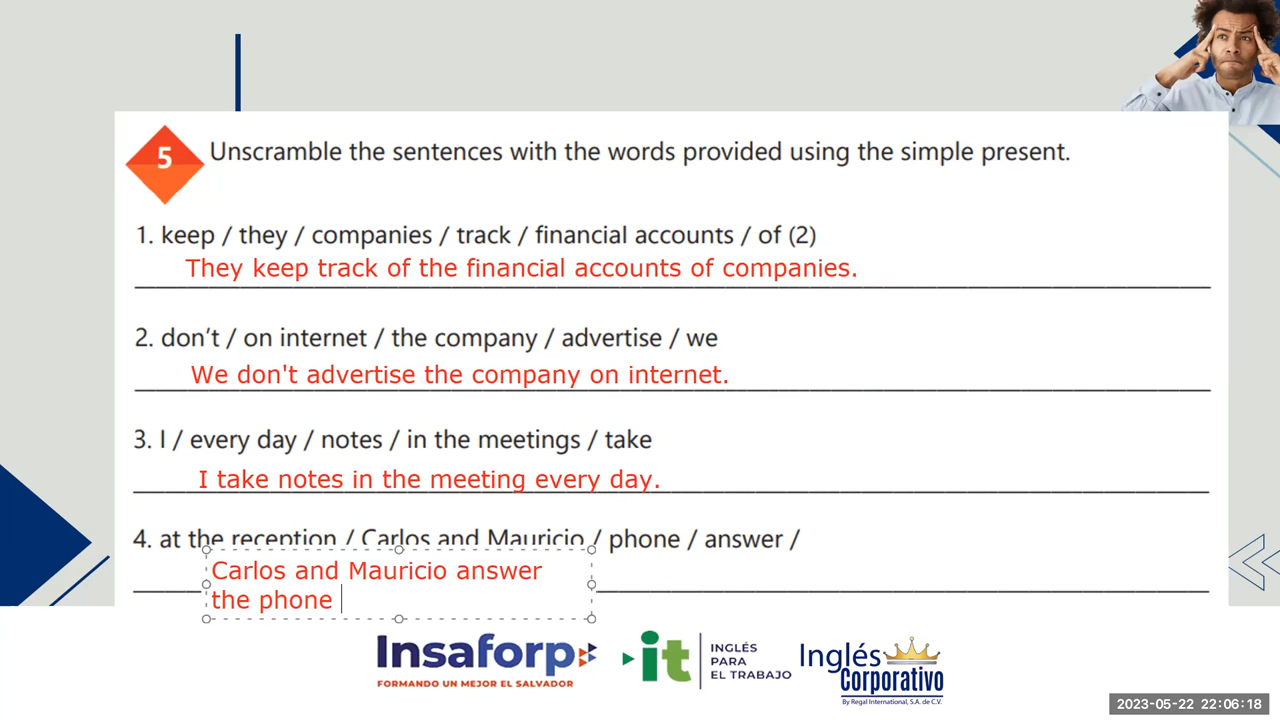 5
Unscramble the sentences with the words provided using the simple present.
1. keep / they / companies / track / financial accounts / of (2)
They keep track of the financial accounts of companies.
2. don't / on internet / the company / advertise / we
We don't advertise the company on internet.
3. I / every day / notes / in the meetings / take
I take notes in the meeting every day.
4. at the reception / Carlos and Mauricio / phone / answer /
Carlos and Mauricio answer
the phone
Insaforp
FORMANDO UN MEJOR EL SALVADOR
it
INGLÉS
PARA
EL TRABAJO
Inglés
Corporativo
By Regal International, S.A. de C.V.
2023-05-22 22:06:18